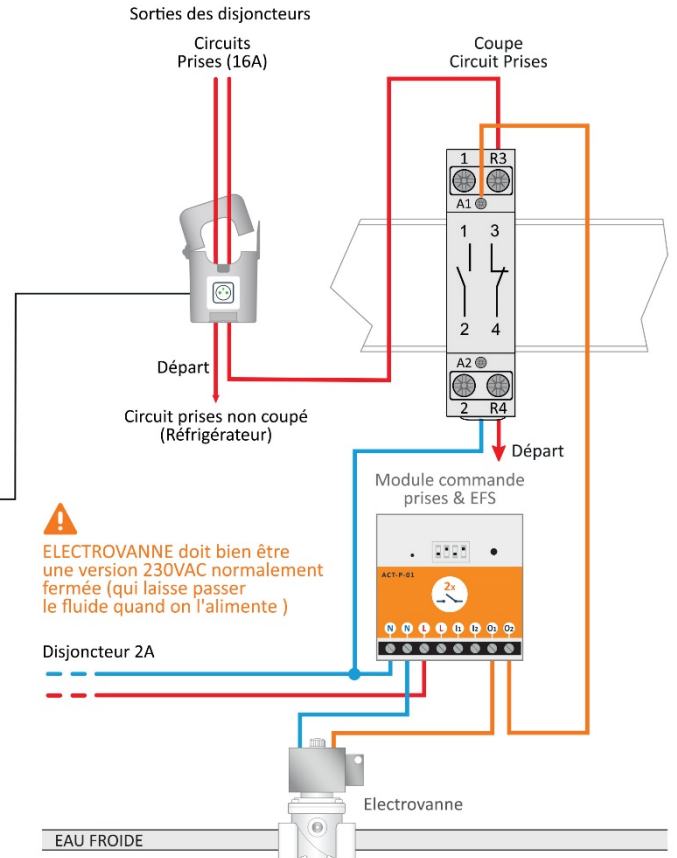 Sorties des disjoncteurs
Circuits
Prises (16A)
Coupe
Circuit Prises
1 R3
A1
1 3
2 4
A2
2 R4
Départ
Circuit prises non coupé
(Réfrigérateur)
Départ
Module commande
prises & EFS
ELECTROVANNE doit bien être
une version 230VAC normalement
fermée (qui laisse passer
le fluide quand on l'alimente )
ACT-P-01
2x
N N L L I1 I2 O1 O2
Disjoncteur 2A
Electrovanne
EAU FROIDE